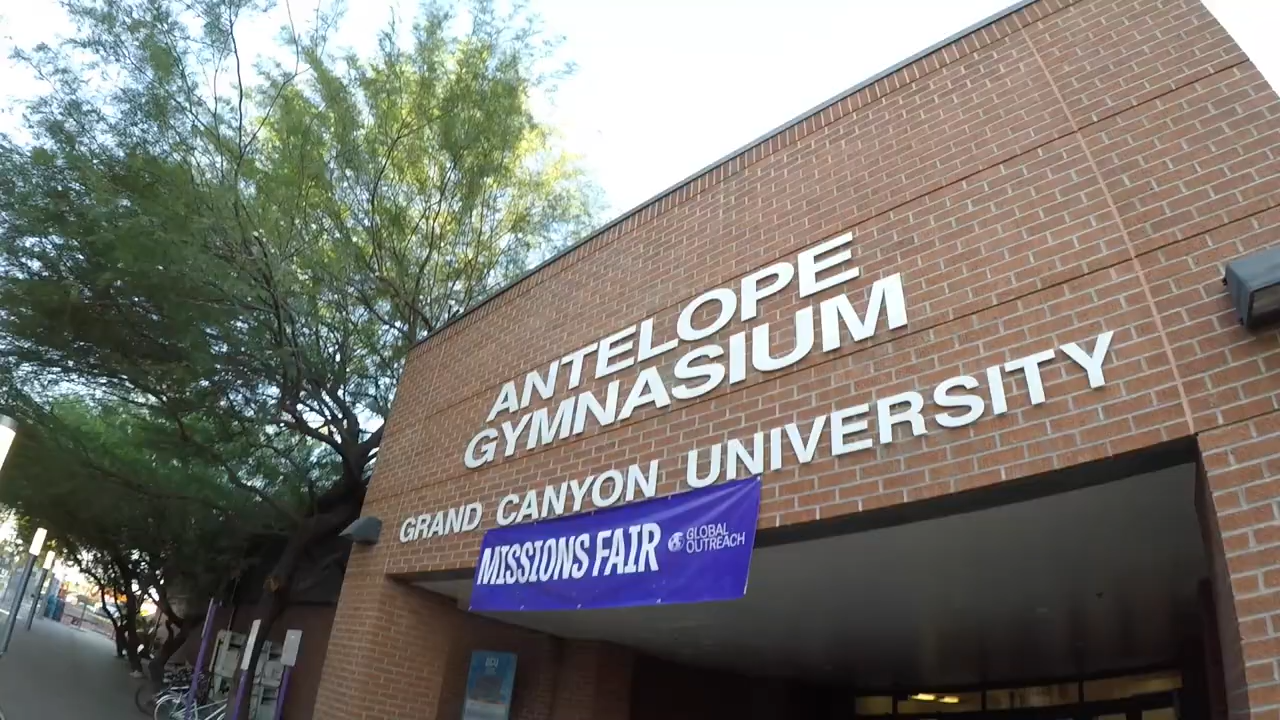 ANTELOPE
GYMNASIUM
GRAND CANYON UNIVERSITY
MISSIONS FAIR
GLOBAL
OUTREACH